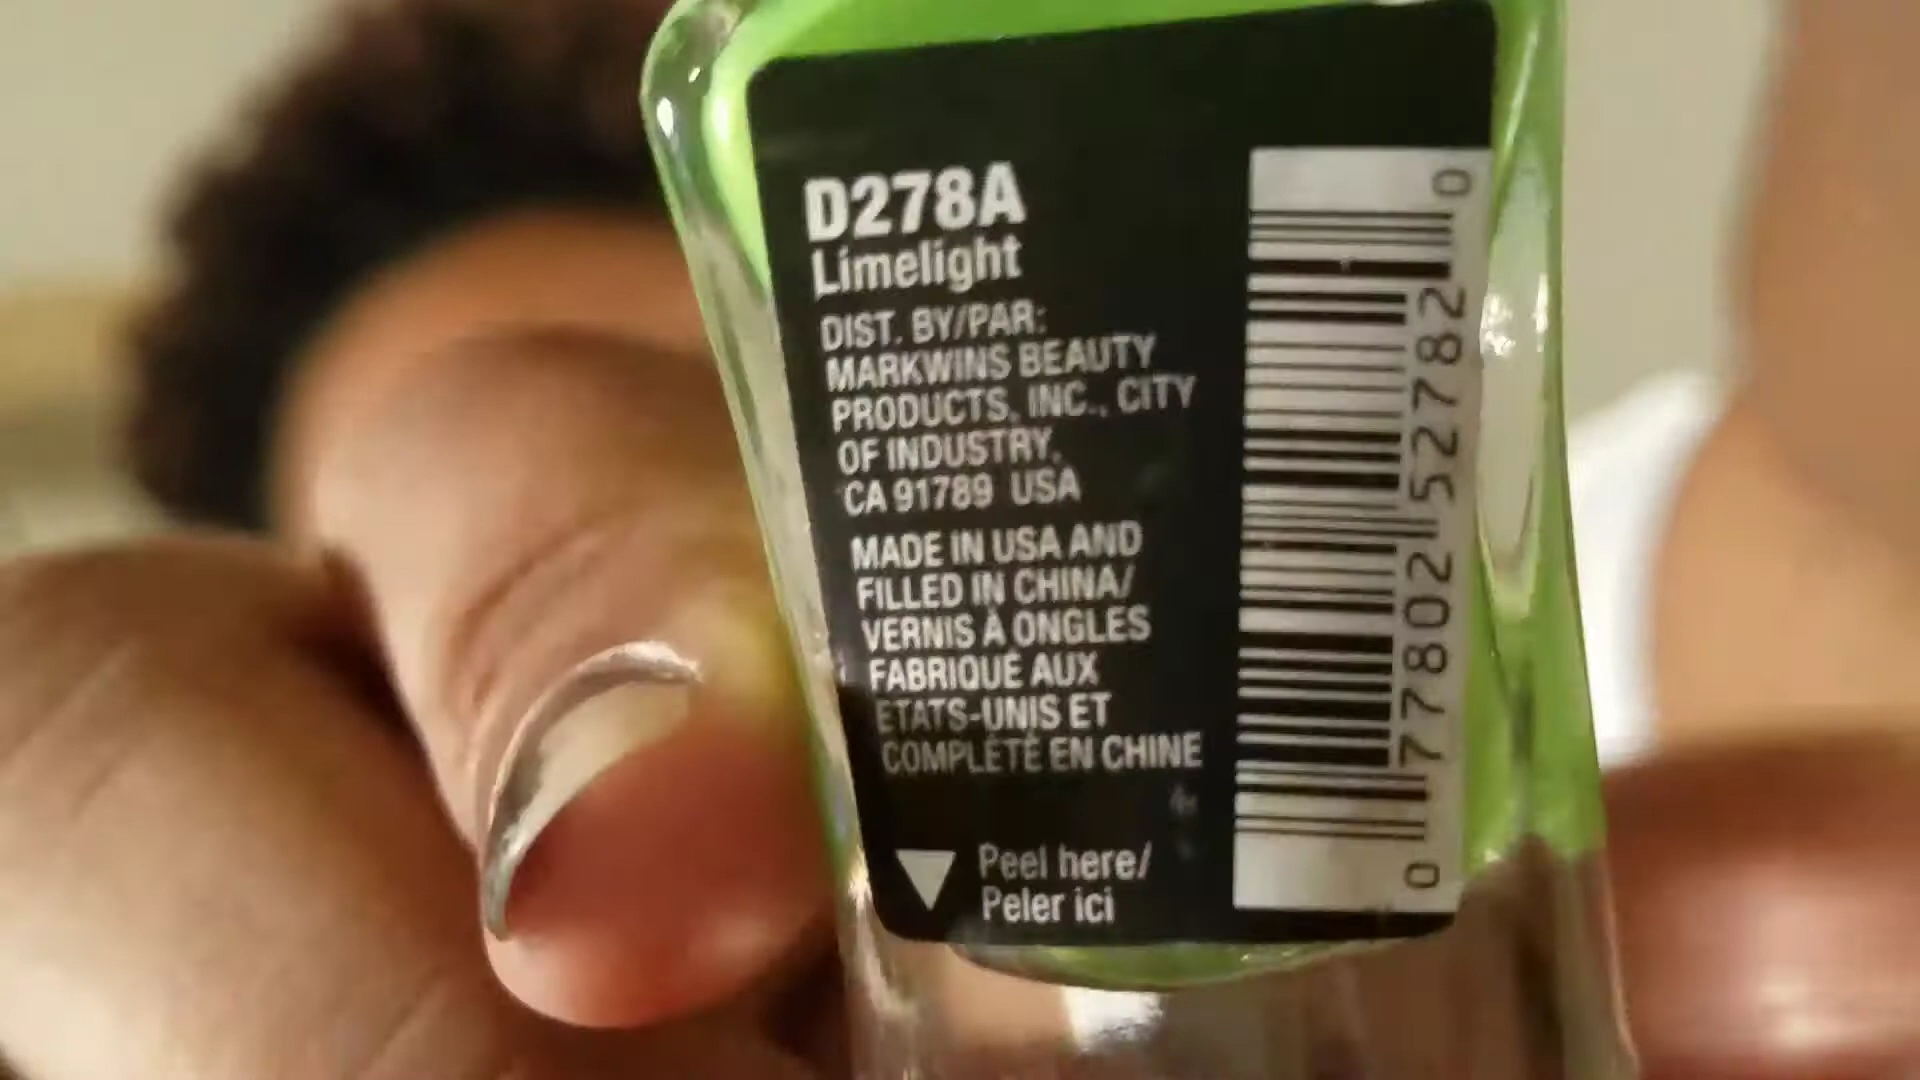 D278A
Limelight
DIST. BY/PAR:
MARKWINS BEAUTY
PRODUCTS, INC., CITY
OF INDUSTRY,
CA 91789 USA
MADE IN USA AND
FILLED IN CHINA/
VERNIS À ONGLES
FABRIQUÉ AUX
ÉTATS-UNIS ET
COMPLÉTÉ EN CHINE
Peel here/
Peler ici
0 77802 52782 0